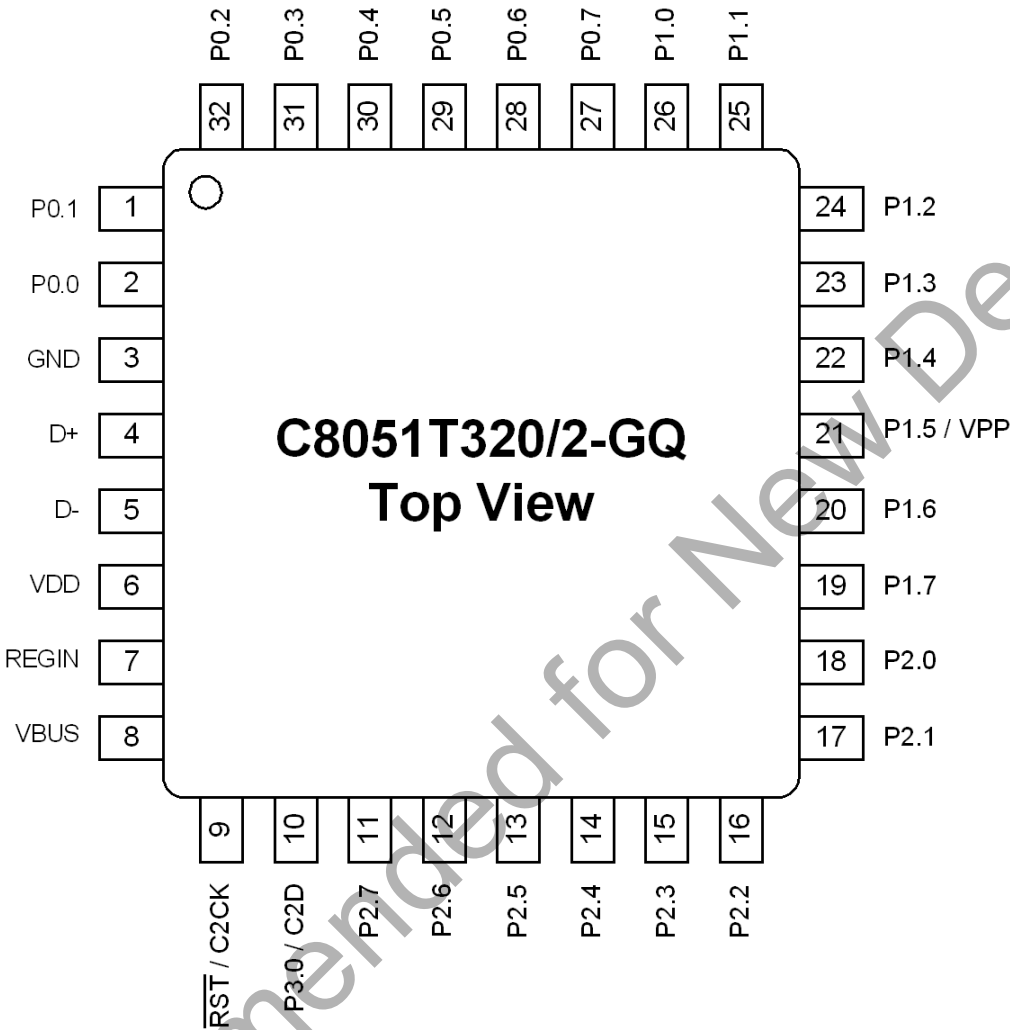 P0.2
P0.3
P0.4
P0.5
P0.6
P0.7
P1.0
P1.1
32
31
30
29
28
27
26
25
P0.1 1
P0.0 2
GND 3
D+ 4
D- 5
VDD 6
REGIN 7
VBUS 8
C8051T320/2-GQ
Top View
24 P1.2
23 P1.3
22 P1.4
21 P1.5 / VPP
20 P1.6
19 P1.7
18 P2.0
17 P2.1
9
10
11
12
13
14
15
16
RST / C2CK
P3.0 / C2D
P2.7
P2.6
P2.5
P2.4
P2.3
P2.2
mended for New De